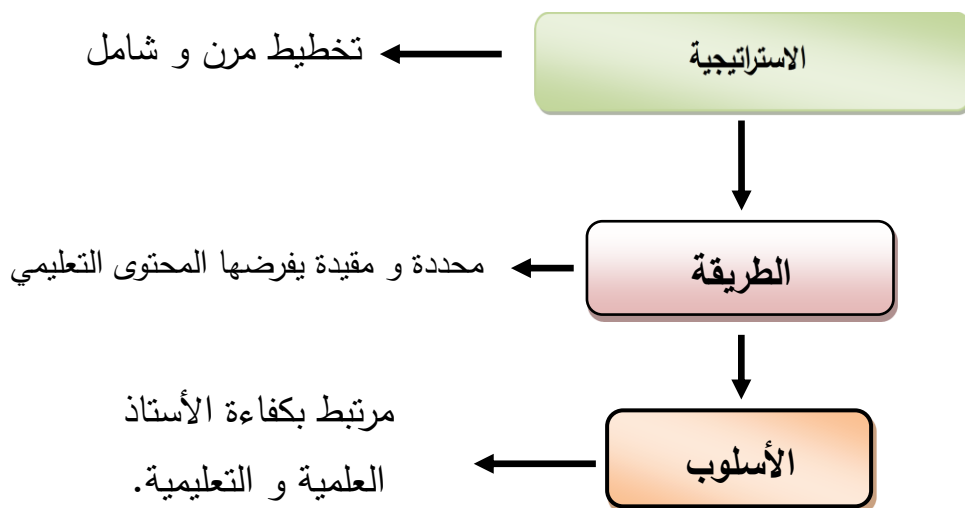 الاستراتيجية
تخطيط مرن و شامل
الطريقة
محددة و مقيدة يفرضها المحتوى التعليمي
الأسلوب
مرتبط بكفاءة الأستاذ
العلمية و التعليمية.